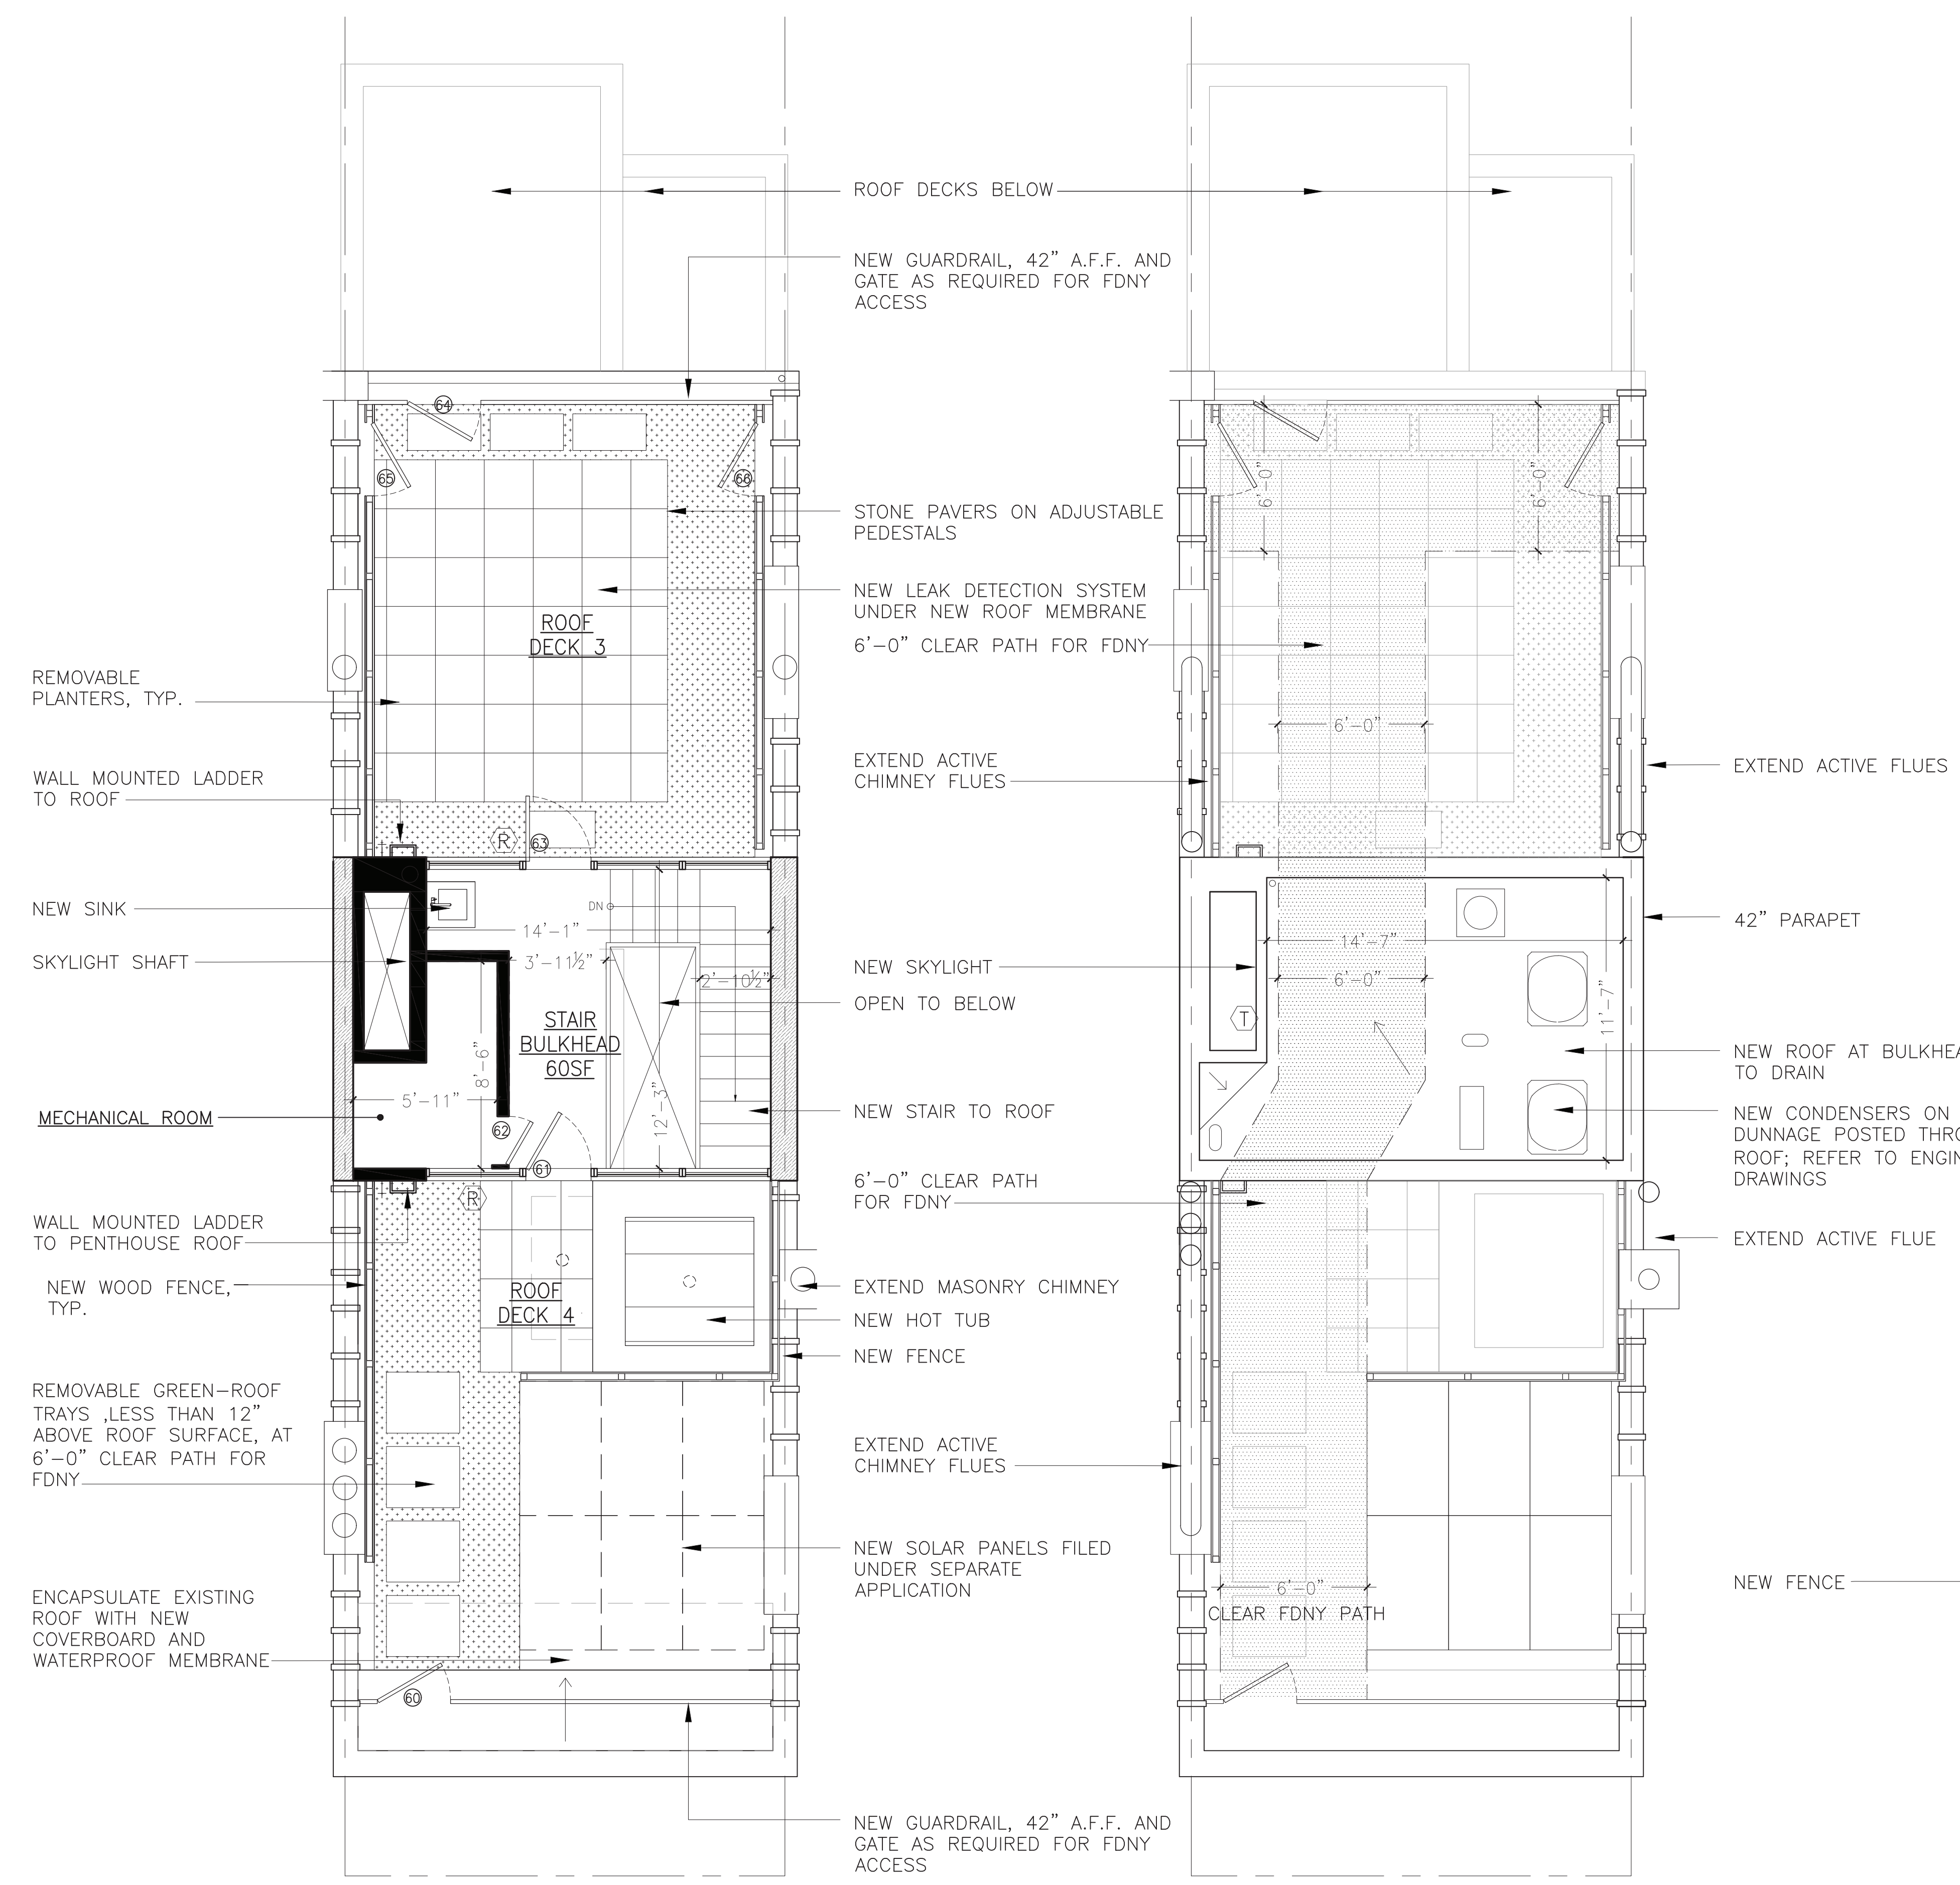 ROOF DECKS BELOW
NEW GUARDRAIL, 42" A.F.F. AND
GATE AS REQUIRED FOR FDNY
ACCESS
64
65
66
6'-0"
6'-0"
STONE PAVERS ON ADJUSTABLE
PEDESTALS
NEW LEAK DETECTION SYSTEM
UNDER NEW ROOF MEMBRANE
ROOF
DECK 3
6'-0" CLEAR PATH FOR FDNY
REMOVABLE
PLANTERS, TYP.
6'-0"
WALL MOUNTED LADDER
TO ROOF
EXTEND ACTIVE
CHIMNEY FLUES
EXTEND ACTIVE FLUES
R
63
NEW SINK
DN
14'-1"
42" PARAPET
SKYLIGHT SHAFT
3'-11½"
2'-10½"
NEW SKYLIGHT
14'-7"
6'-0"
11'-7"
OPEN TO BELOW
STAIR
BULKHEAD
60SF
T
8'-6"
5'-11"
12'-3"
NEW ROOF AT BULKHEA
TO DRAIN
MECHANICAL ROOM
62
61
NEW STAIR TO ROOF
NEW CONDENSERS ON
DUNNAGE POSTED THRO
ROOF; REFER TO ENGIN
DRAWINGS
6'-0" CLEAR PATH
FOR FDNY
R
WALL MOUNTED LADDER
TO PENTHOUSE ROOF
EXTEND ACTIVE FLUE
NEW WOOD FENCE,
TYP.
ROOF
DECK 4
EXTEND MASONRY CHIMNEY
NEW HOT TUB
NEW FENCE
REMOVABLE GREEN-ROOF
TRAYS ,LESS THAN 12"
ABOVE ROOF SURFACE, AT
6'-0" CLEAR PATH FOR
FDNY
EXTEND ACTIVE
CHIMNEY FLUES
NEW SOLAR PANELS FILED
UNDER SEPARATE
APPLICATION
NEW FENCE
6'-0"
CLEAR FDNY PATH
ENCAPSULATE EXISTING
ROOF WITH NEW
COVERBOARD AND
WATERPROOF MEMBRANE
60
NEW GUARDRAIL, 42" A.F.F. AND
GATE AS REQUIRED FOR FDNY
ACCESS